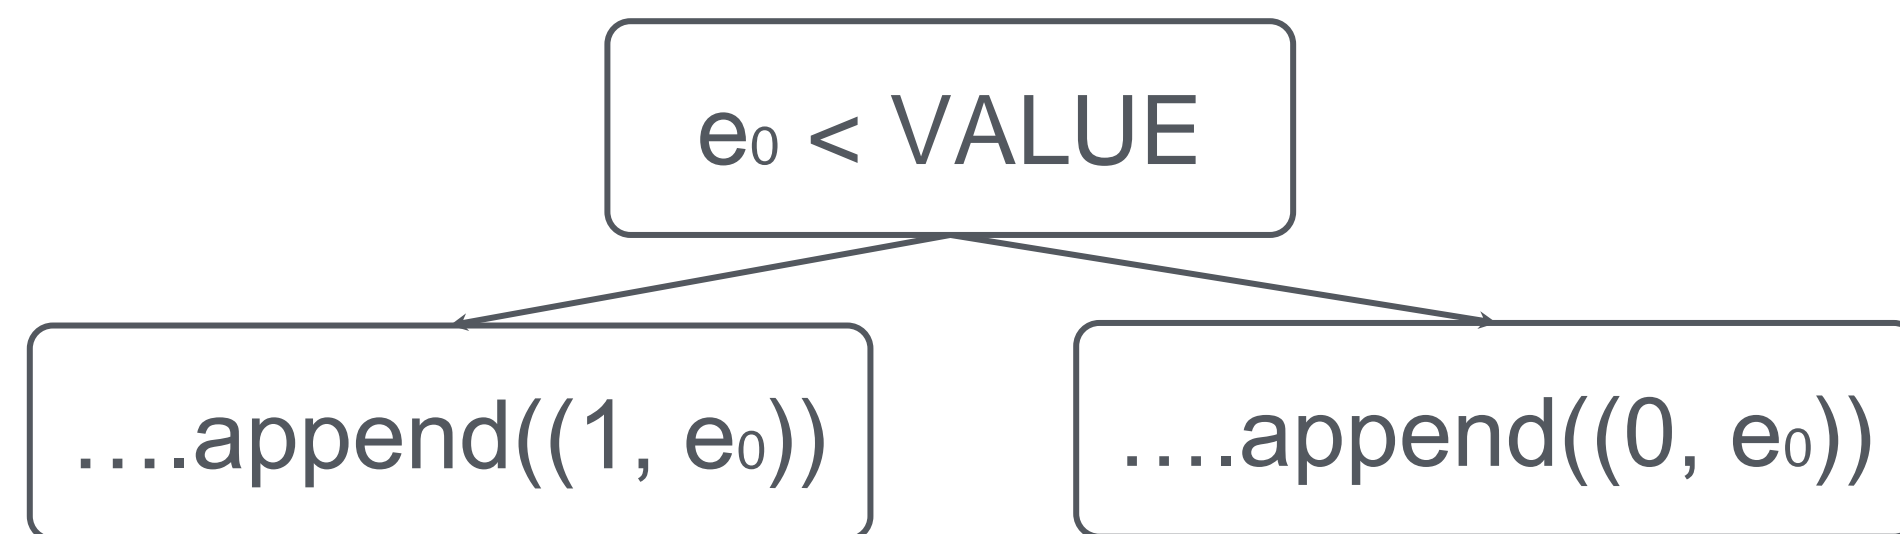 e₀ < VALUE
….append((1, e₀))
….append((0, e₀))